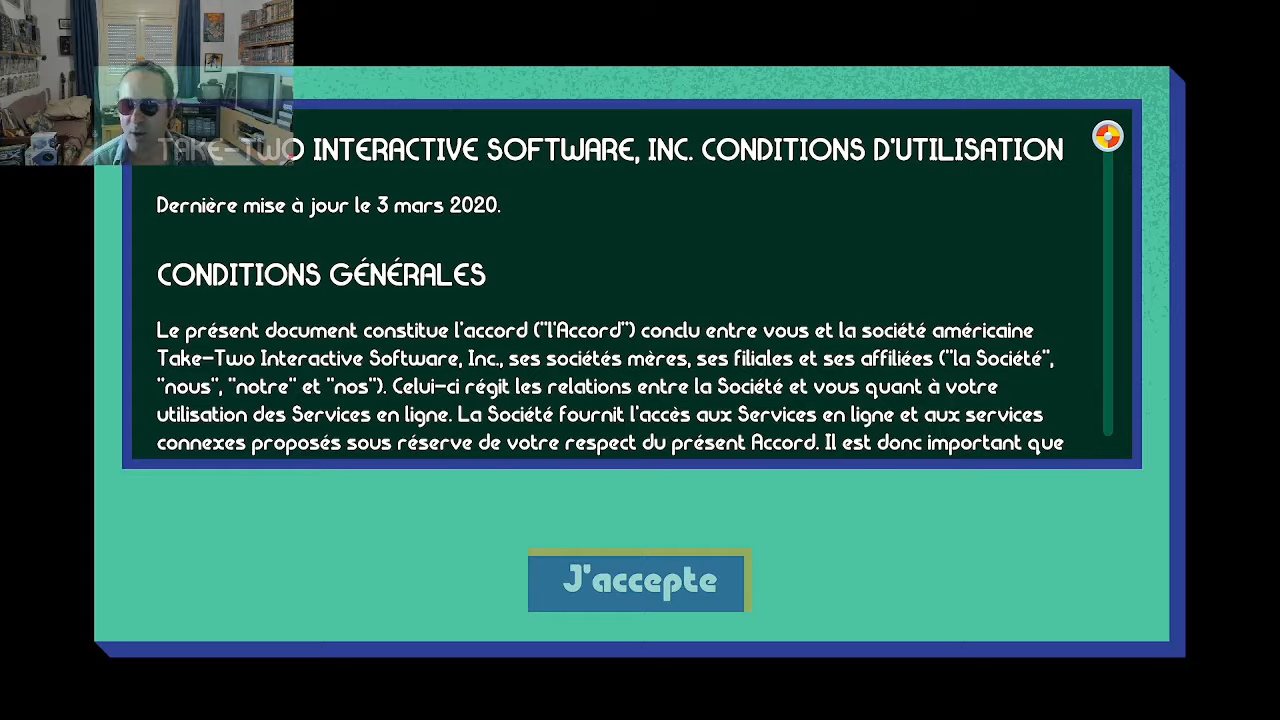 TAKE-TWO INTERACTIVE SOFTWARE, INC. CONDITIONS D'UTILISATION
Dernière mise à jour le 3 mars 2020.
CONDITIONS GÉNÉRALES
Le présent document constitue l'accord ("l'Accord") conclu entre vous et la société américaine
Take-Two Interactive Software, Inc., ses sociétés mères, ses filiales et ses affiliées ("la Société",
"nous", "notre" et "nos"). Celui-ci régit les relations entre la Société et vous quant à votre
utilisation des Services en ligne. La Société fournit l'accès aux Services en ligne et aux services
connexes proposés sous réserve de votre respect du présent Accord. Il est donc important que
J'accepte